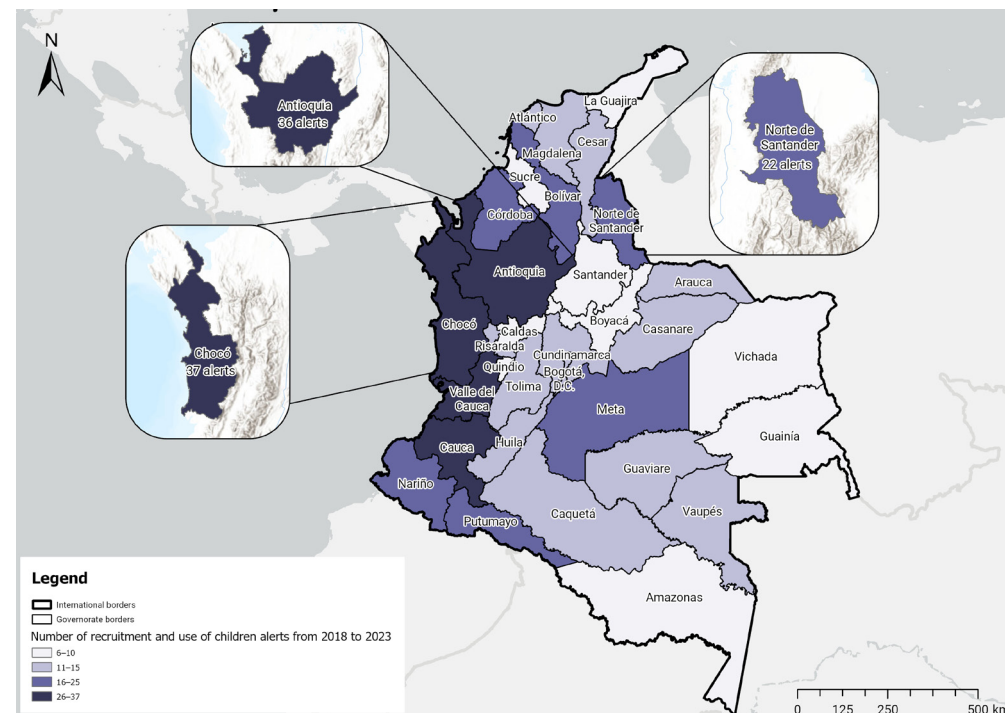 N
Antioquia
36 alerts
Norte de
Santander
22 alerts
Chocó
37 alerts
La Guajira
Atlántico
Cesar
Magdalena
Sucre
Bolívar
Córdoba
Norte de
Santander
Antioquia
Santander
Arauca
Chocó
Caldas
Boyacá
Casanare
Risaralda
Cundinamarca
Vichada
Quindio
Bogotá,
D.C.
Tolima
Valle del
Cauca
Meta
Guainía
Cauca
Huila
Guaviare
Nariño
Caquetá
Vaupés
Putumayo
Amazonas
Legend
International borders
Governorate borders
Number of recruitment and use of children alerts from 2018 to 2023
6–10
11–15
16–25
26–37
0 125 250 500 km